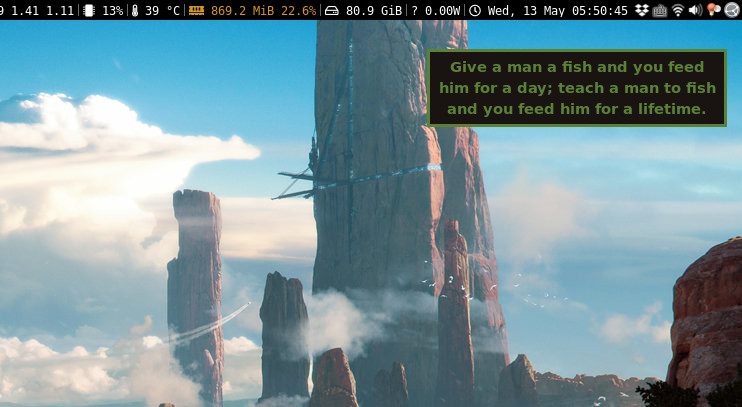 9 1.41 1.11 13% 39 °C 869.2 MiB 22.6% 80.9 GiB ? 0.00W Wed, 13 May 05:50:45
Give a man a fish and you feed
him for a day; teach a man to fish
and you feed him for a lifetime.